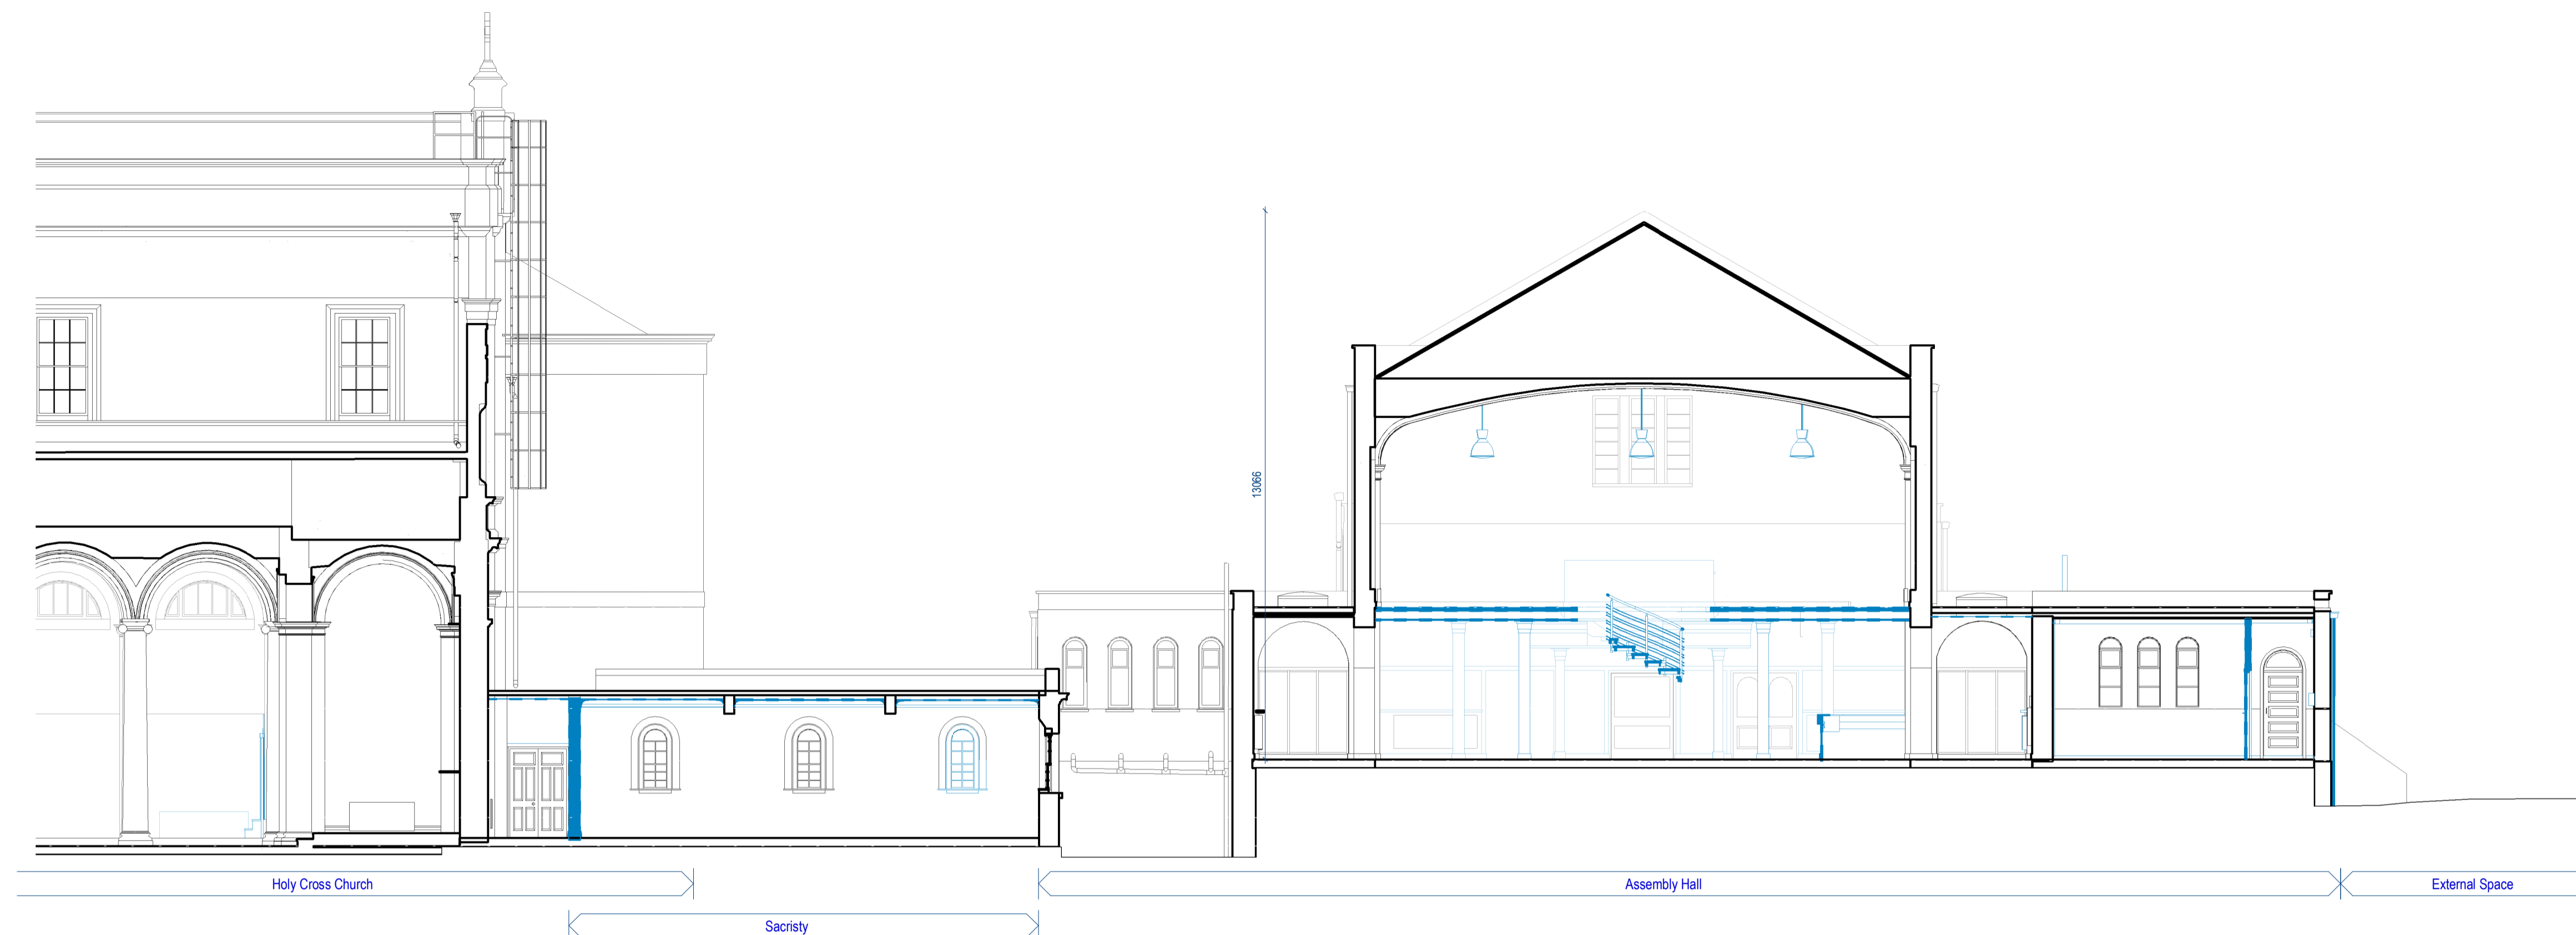 13066
Holy Cross Church
Assembly Hall
External Space
Sacristy